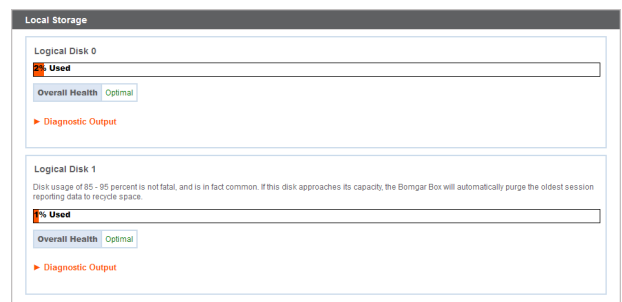 Local Storage
Logical Disk 0
2% Used
Overall Health Optimal
► Diagnostic Output
Logical Disk 1
Disk usage of 85 - 95 percent is not fatal, and is in fact common. If this disk approaches its capacity, the Bomgar Box will automatically purge the oldest session
reporting data to recycle space.
1% Used
Overall Health Optimal
► Diagnostic Output